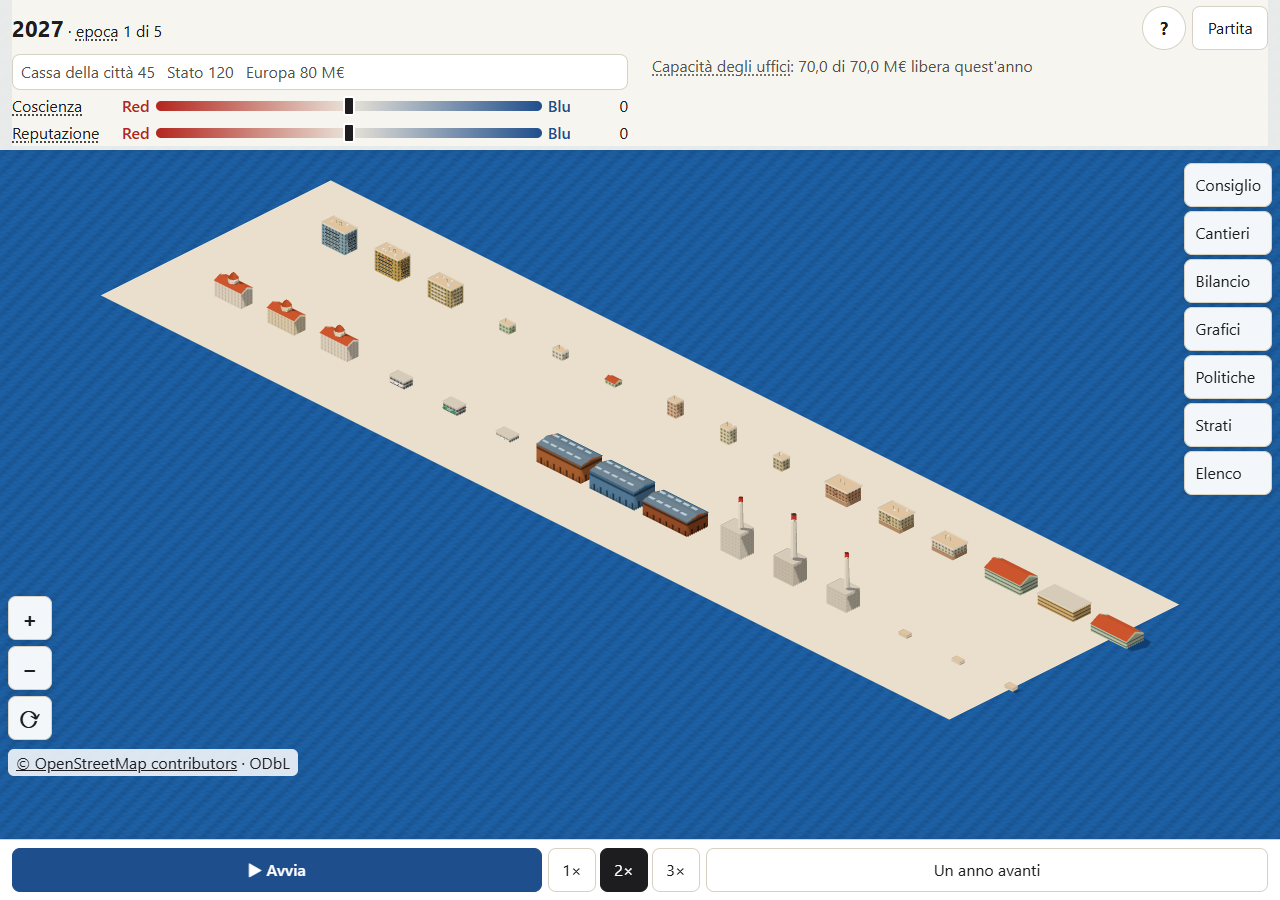 2027 · epoca 1 di 5
?
Partita
Cassa della città 45 Stato 120 Europa 80 M€
Capacità degli uffici: 70,0 di 70,0 M€ libera quest'anno
Coscienza Red Blu 0
Reputazione Red Blu 0
Consiglio
Cantieri
Bilancio
Grafici
Politiche
Strati
Elenco
+
−
⟳
© OpenStreetMap contributors · ODbL
▶ Avvia
1×
2×
3×
Un anno avanti